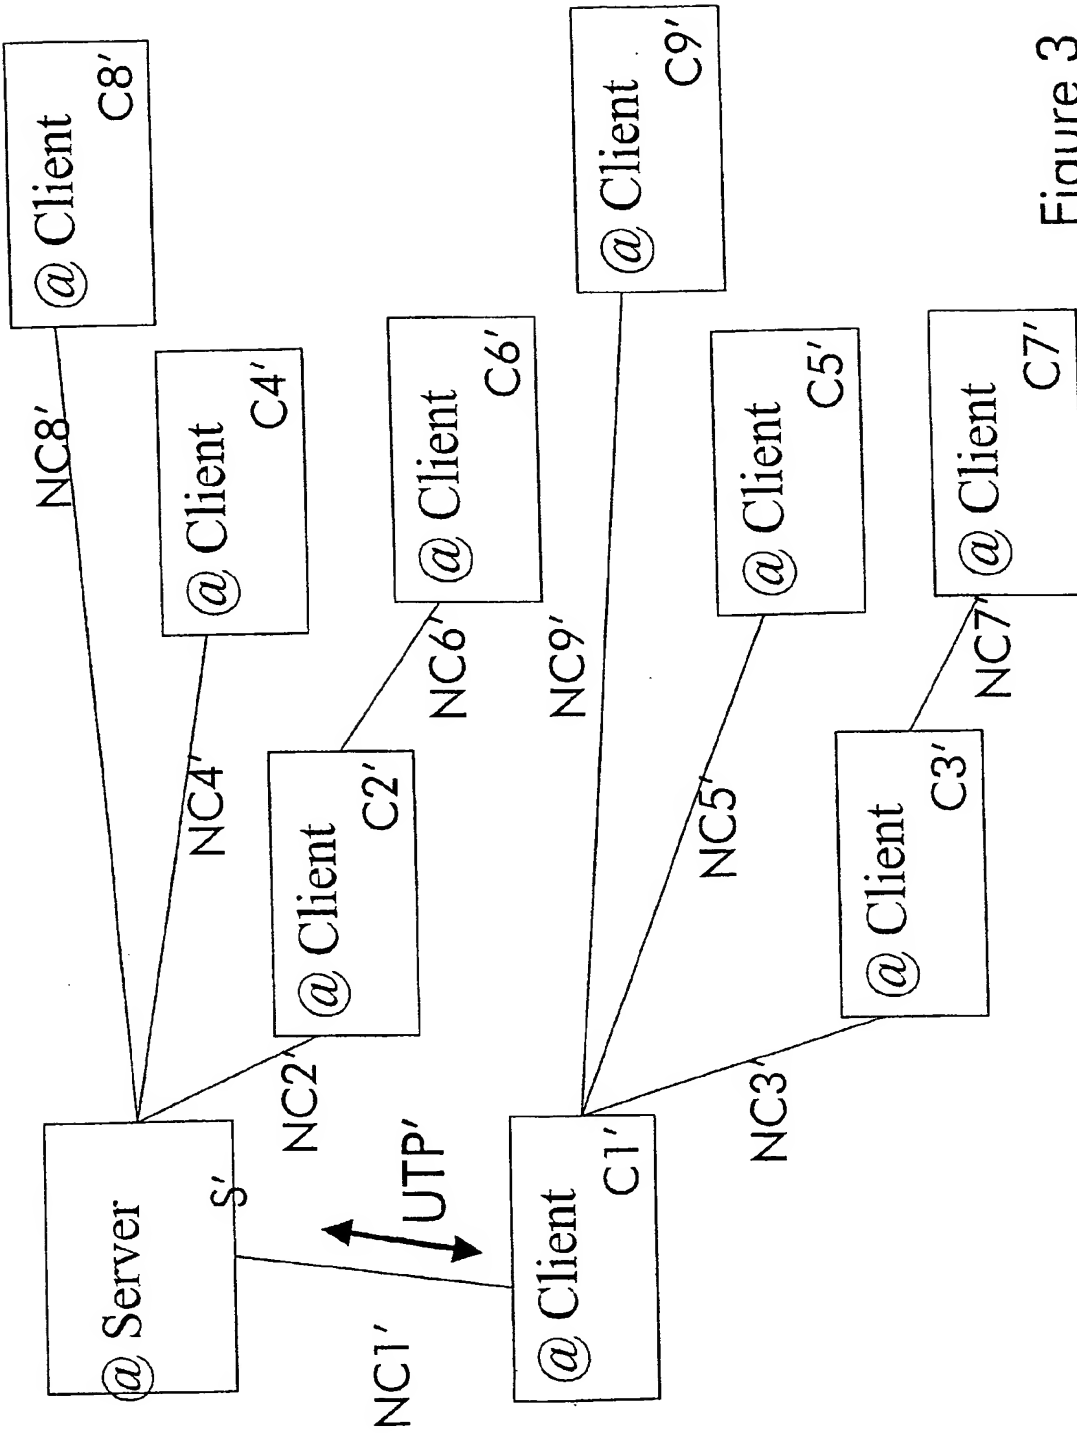 @ Server
S'
NC1'
UTP'
@ Client
C1'
NC2'
@ Client
C2'
NC4'
@ Client
C4'
NC8'
@ Client
C8'
NC6'
@ Client
C6'
NC3'
@ Client
C3'
NC5'
@ Client
C5'
NC9'
@ Client
C9'
NC7'
@ Client
C7'
Figure 3